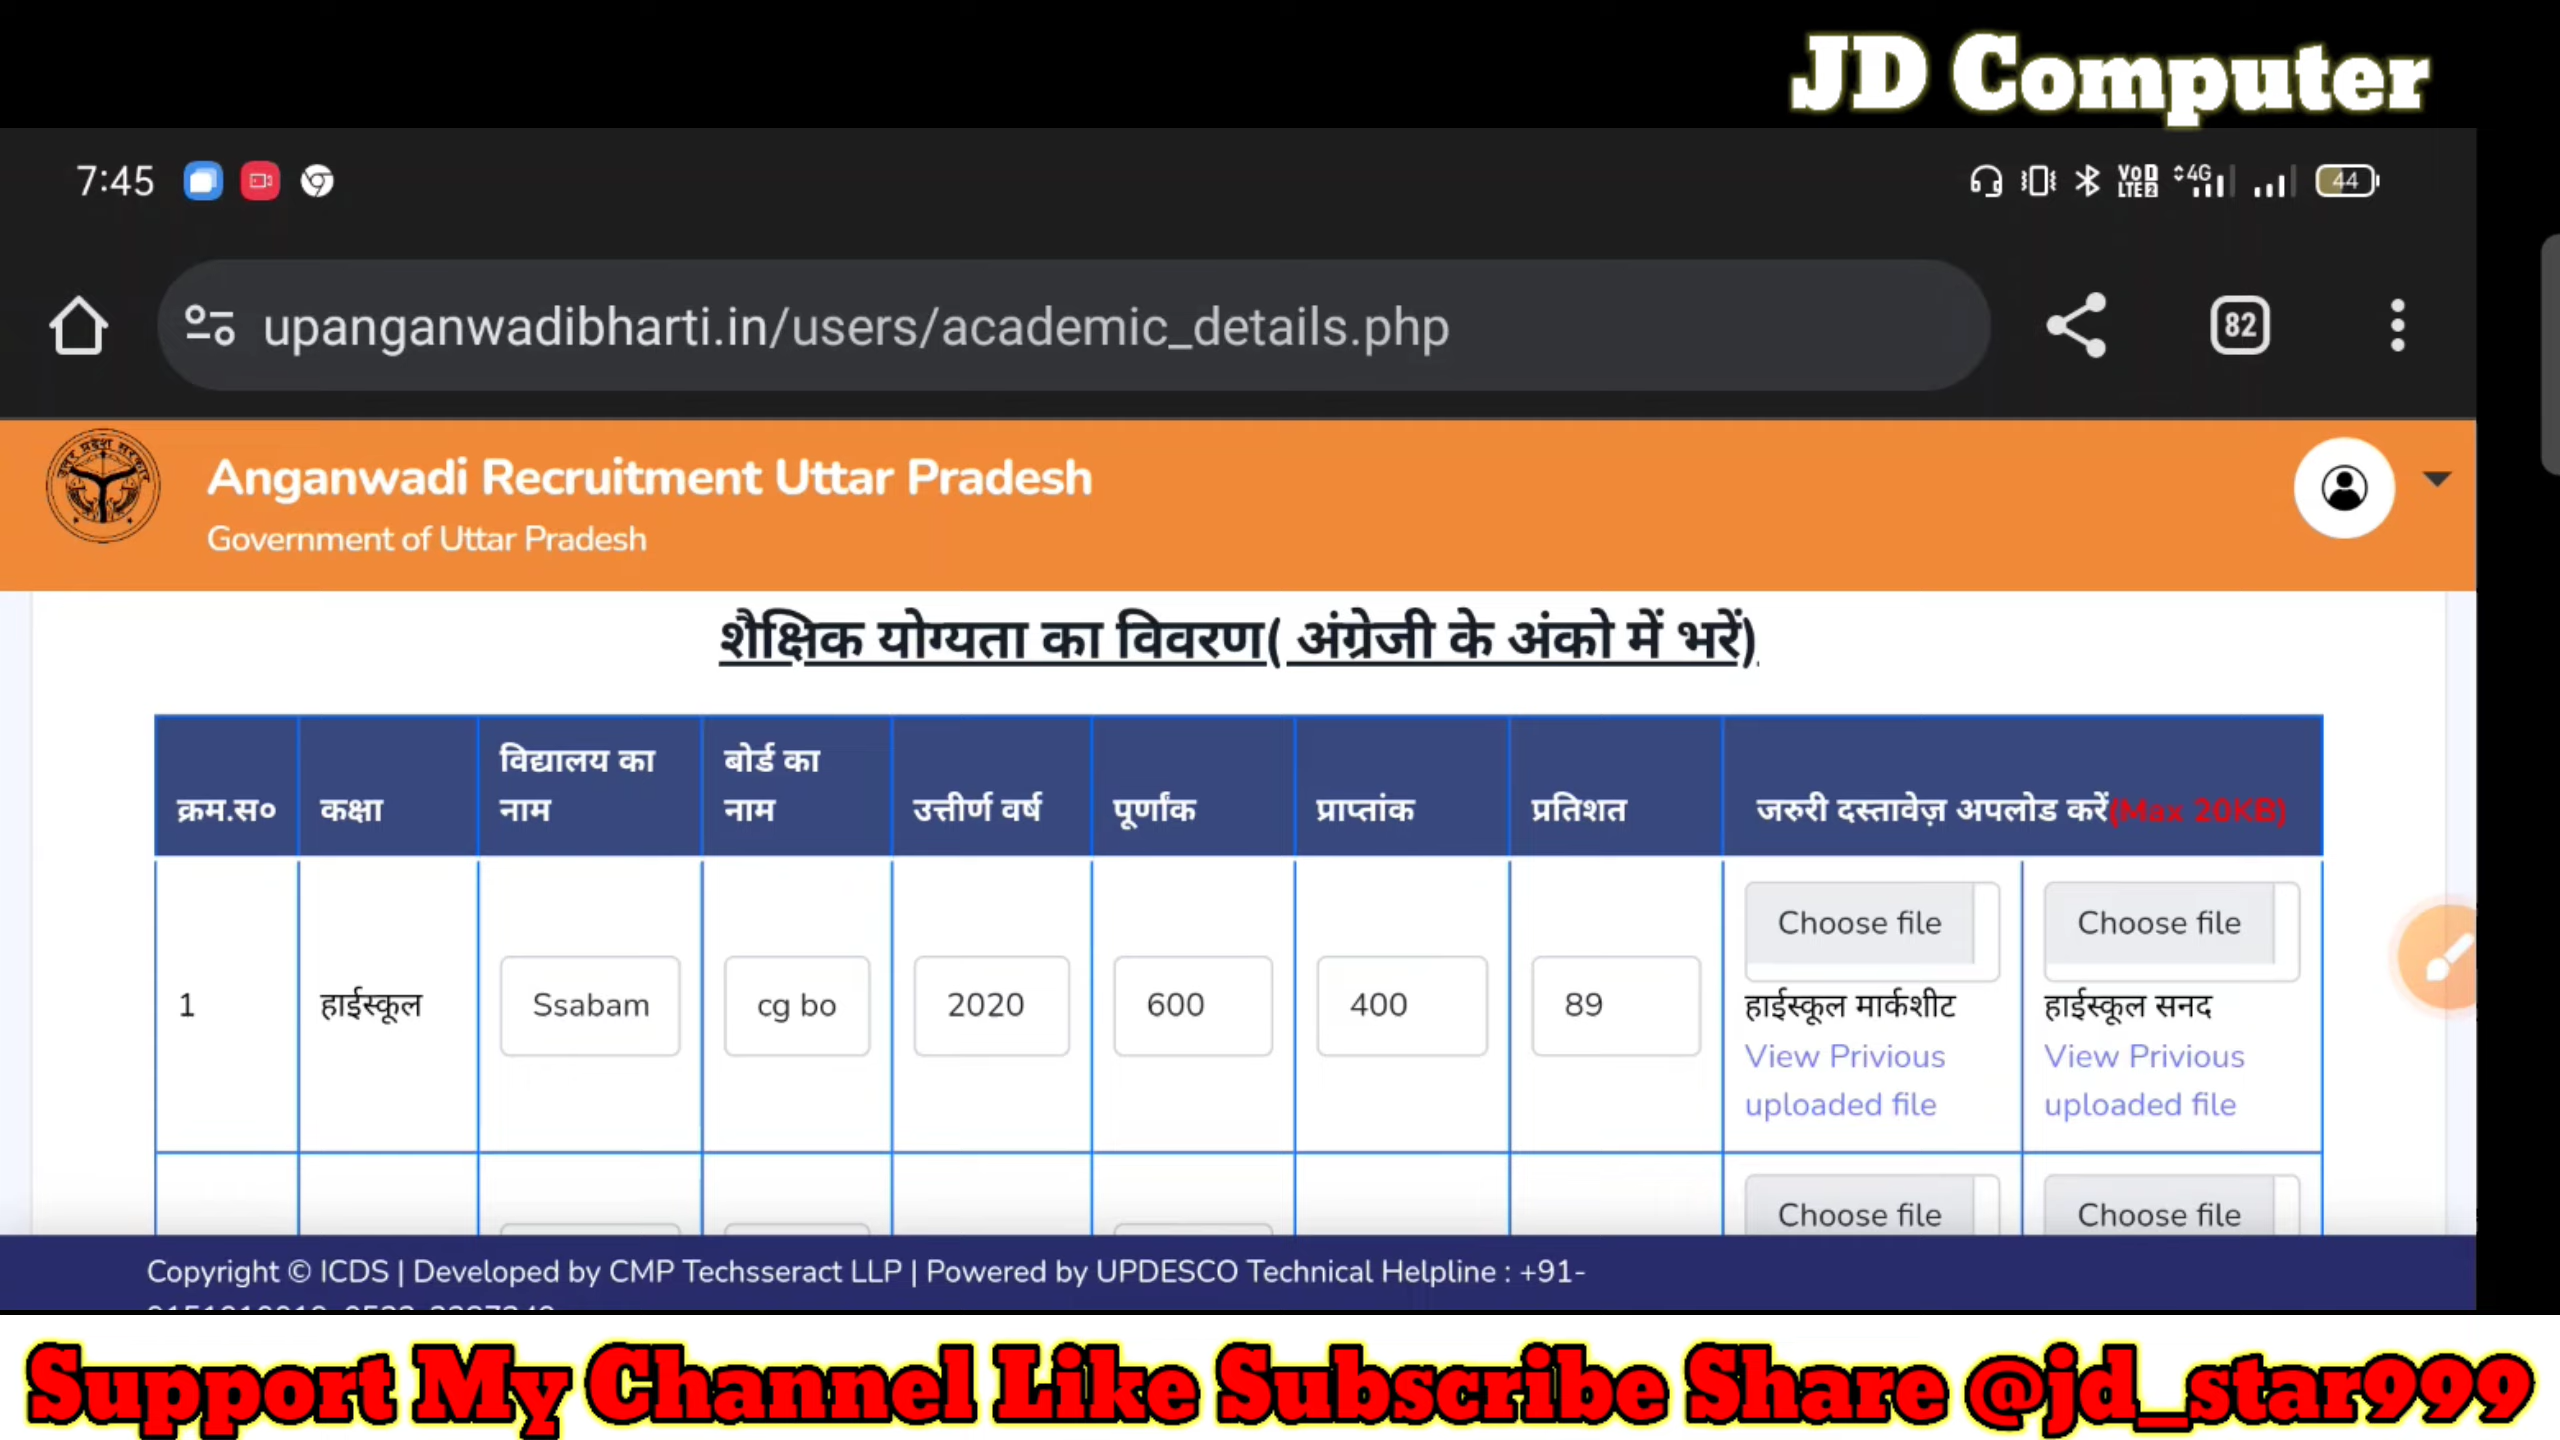 JD Computer
7:45
VoD LTE2 4G 44
upanganwadibharti.in/users/academic_details.php
82
Anganwadi Recruitment Uttar Pradesh
Government of Uttar Pradesh
शैक्षिक योग्यता का विवरण( अंग्रेजी के अंको में भरें)
क्रम.स० कक्षा विद्यालय का नाम बोर्ड का नाम उत्तीर्ण वर्ष पूर्णांक प्राप्तांक प्रतिशत जरुरी दस्तावेज़ अपलोड करें(Max 20KB)
Choose file Choose file
1 हाईस्कूल Ssabam cg bo 2020 600 400 89 हाईस्कूल मार्कशीट हाईस्कूल सनद
View Privious View Privious
uploaded file uploaded file
Choose file Choose file
Copyright © ICDS | Developed by CMP Techsseract LLP | Powered by UPDESCO Technical Helpline : +91-
Support My Channel Like Subscribe Share @jd_star999